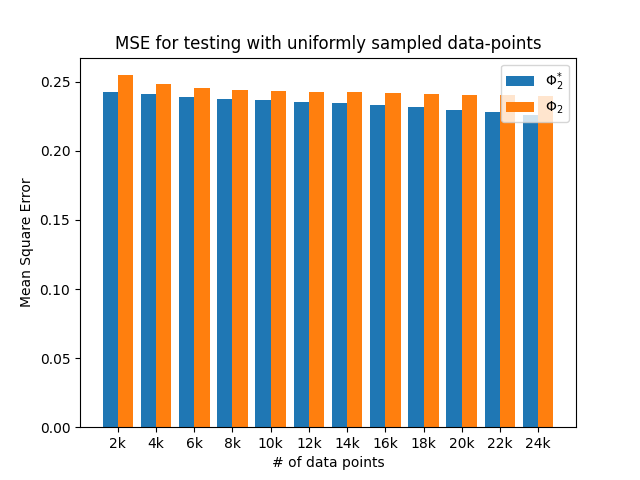 MSE for testing with uniformly sampled data-points
Φ₂*
Φ₂
0.25
0.20
0.15
0.10
0.05
0.00
Mean Square Error
2k 4k 6k 8k 10k 12k 14k 16k 18k 20k 22k 24k
# of data points